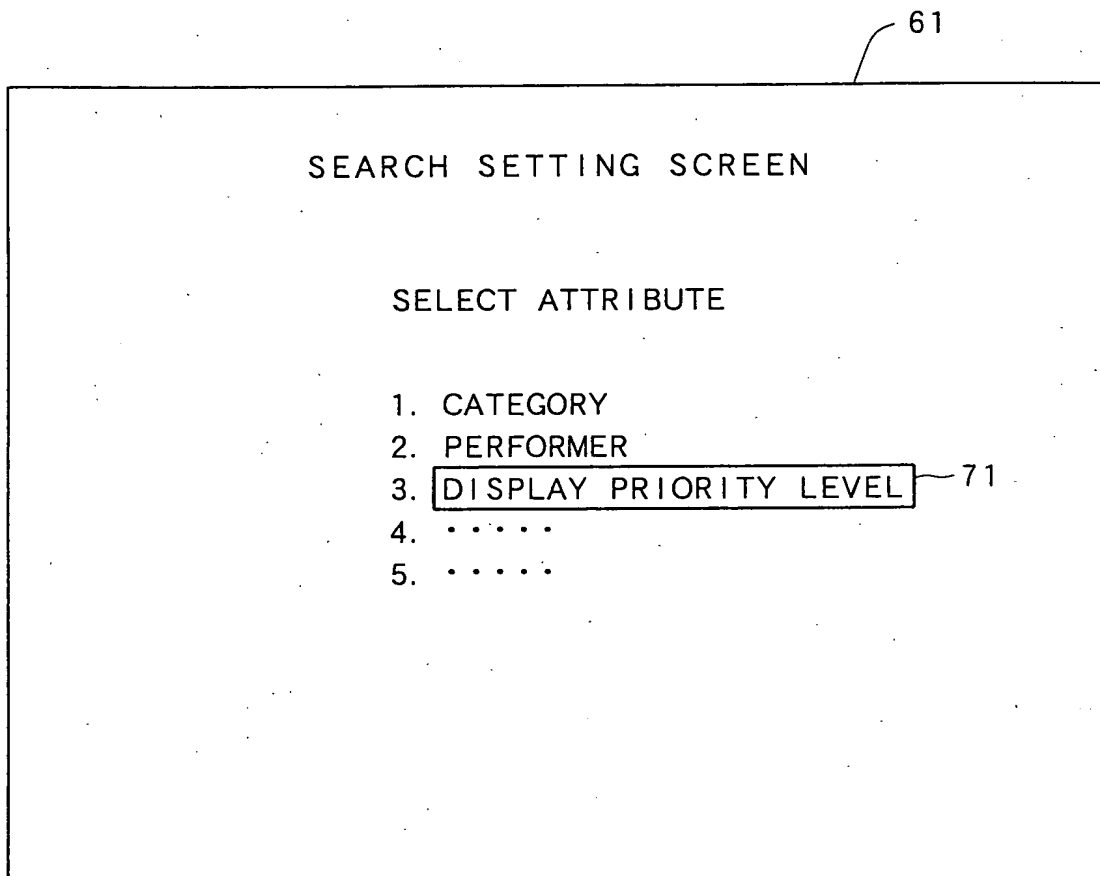 61
SEARCH SETTING SCREEN
SELECT ATTRIBUTE
1. CATEGORY
2. PERFORMER
3. DISPLAY PRIORITY LEVEL 71
4. ·····
5. ·····